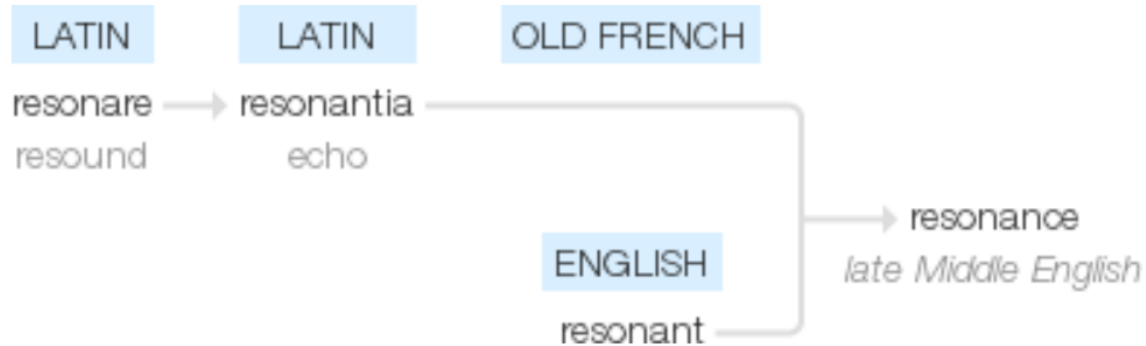 LATIN LATIN OLD FRENCH
resonare resonantia
resound echo
resonance
ENGLISH
late Middle English
resonant